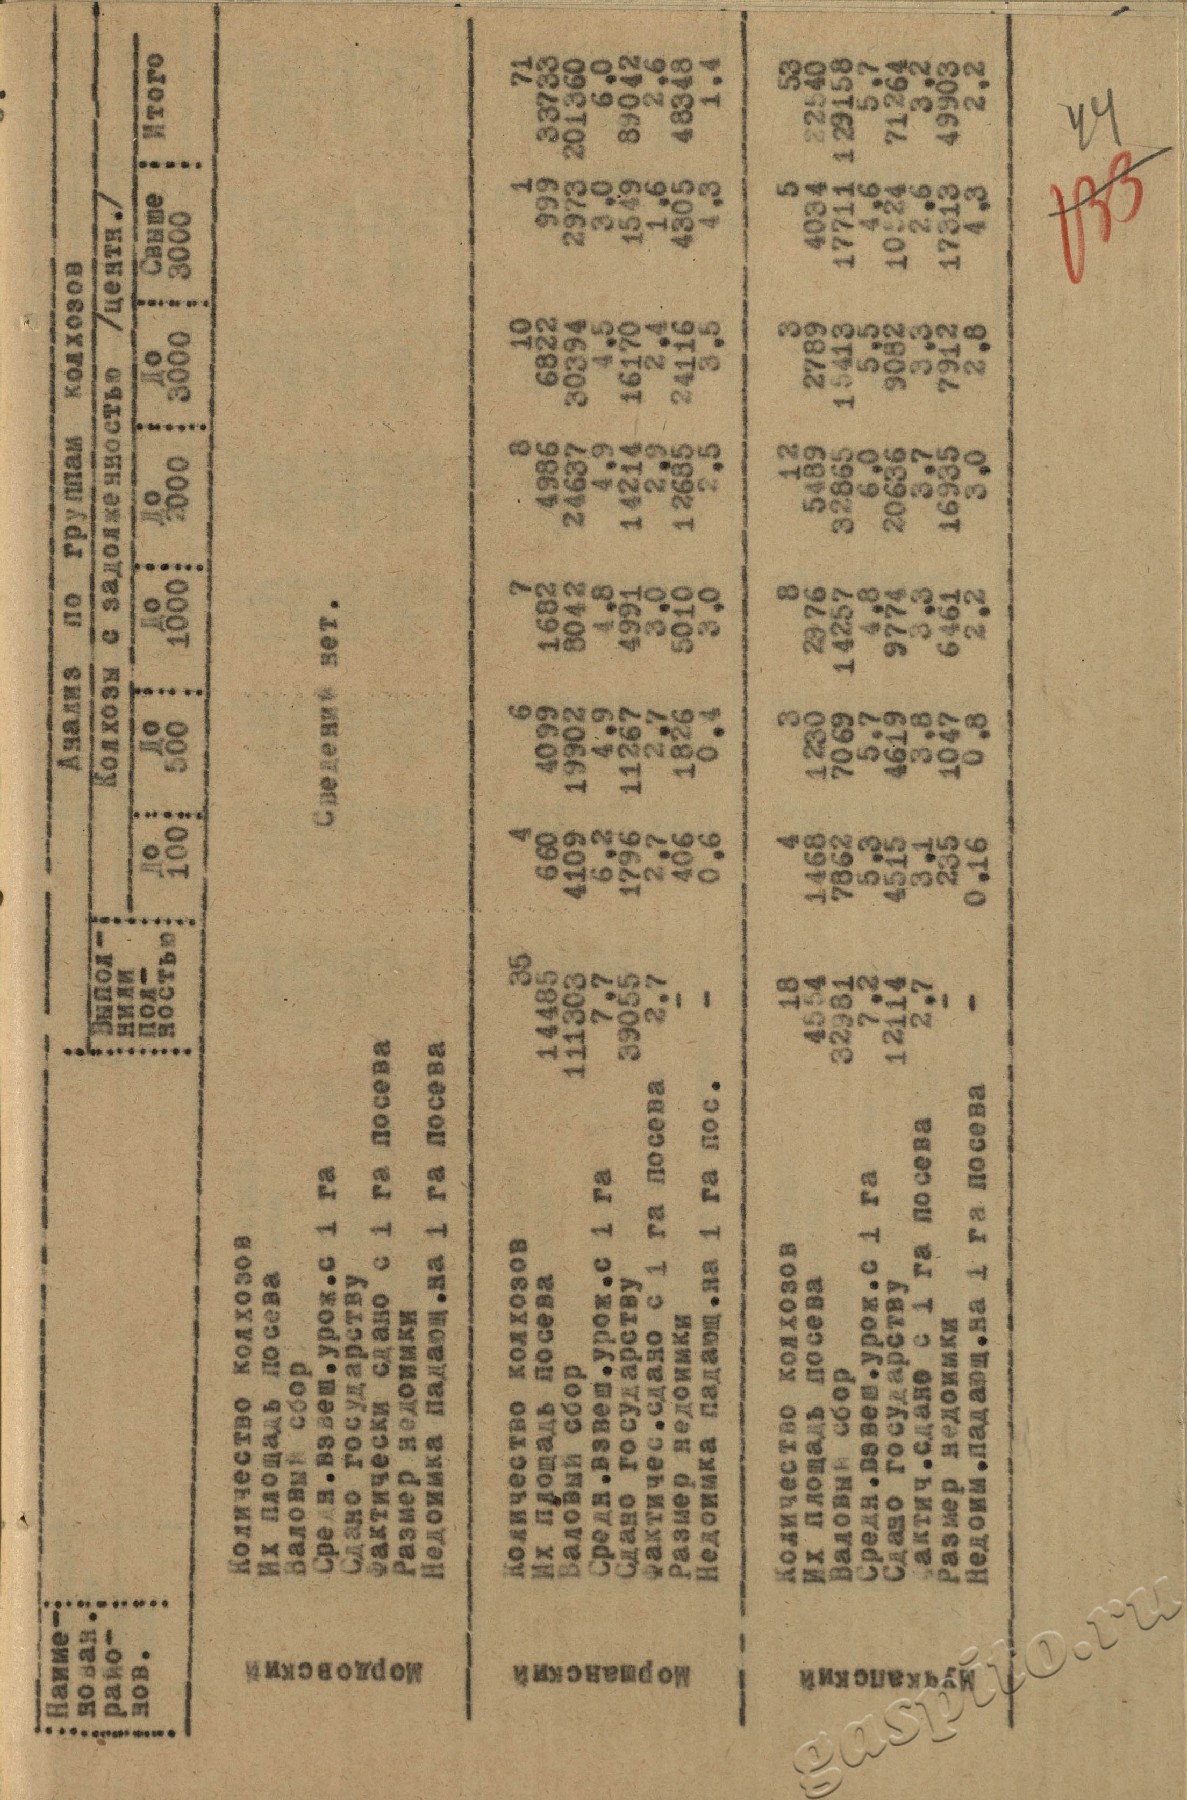 Анализ по группам колхозов
Наиме-
нован.
райо-
нов.
Выпол-
нили
пол-
ностью
Колхозы с задолженностью /центн./
До 100 До 500 До 1000 До 2000 До 3000 Свыше 3000 Итого
Мордовский
Количество колхозов
Их площадь посева
Валовый сбор
Средн.взвеш.урож.с 1 га Сведений нет.
Сдано государству
Фактически сдано с 1 га посева
Размер недоимки
Недоимка падающ.на 1 га посева
Моршанский
Количество колхозов 35 4 6 7 8 10 1 71
Их площадь посева 14485 660 4099 1682 4986 6822 999 33733
Валовый сбор 111303 4109 19902 8042 24637 30394 2973 201360
Средн.взвеш.урож.с 1 га 7.7 6.2 4.9 4.8 4.9 4.5 3.0 6.0
Сдано государству 39055 1796 11267 4991 14214 16170 1549 89042
Фактичес.сдано с 1 га посева 2.7 2.7 2.7 3.0 2.9 2.4 1.6 2.6
Размер недоимки - 406 1826 5010 12685 24116 4305 48348
Недоимка падающ.на 1 га пос. - 0.6 0.4 3.0 2.5 3.5 4.3 1.4
Мучкапский
Количество колхозов 18 4 3 8 12 3 5 53
Их площадь посева 4554 1468 1230 2976 5489 2789 4034 22540
Валовый сбор 32981 7862 7069 14257 32865 15413 17711 129158
Средн.взвеш.урож.с 1 га 7.2 5.3 5.7 4.8 6.0 5.5 4.6 5.7
Сдано государству 12114 4515 4619 9774 20636 9082 10524 71264
Фактич.сдано с 1 га посева 2.7 3.1 3.8 3.3 3.7 3.3 2.6 3.2
Размер недоимки - 235 1047 6461 16935 7912 17313 49903
Недоим.падающ.на 1 га посева - 0.16 0.8 2.2 3.0 2.8 4.3 2.2
44
133
gaspito.ru